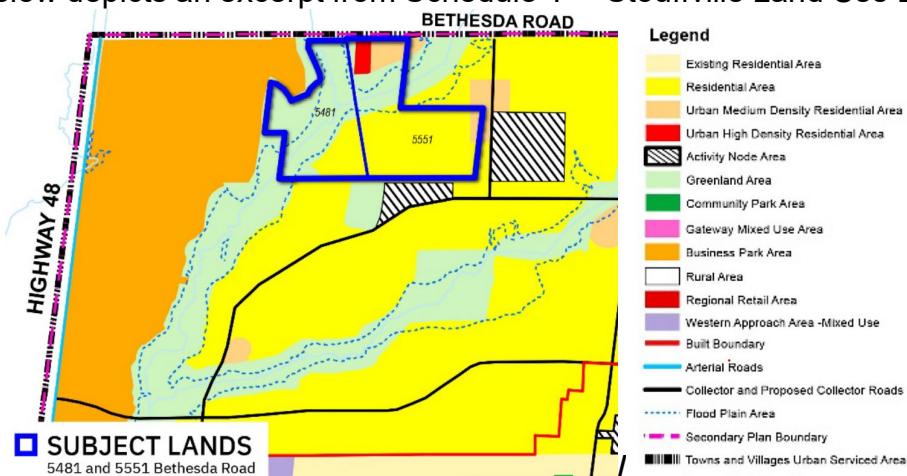 BETHESDA ROAD
HIGHWAY 48
5481
5551
SUBJECT LANDS
5481 and 5551 Bethesda Road
Legend
Existing Residential Area
Residential Area
Urban Medium Density Residential Area
Urban High Density Residential Area
Activity Node Area
Greenland Area
Community Park Area
Gateway Mixed Use Area
Business Park Area
Rural Area
Regional Retail Area
Western Approach Area -Mixed Use
Built Boundary
Arterial Roads
Collector and Proposed Collector Roads
Flood Plain Area
Secondary Plan Boundary
Towns and Villages Urban Serviced Area